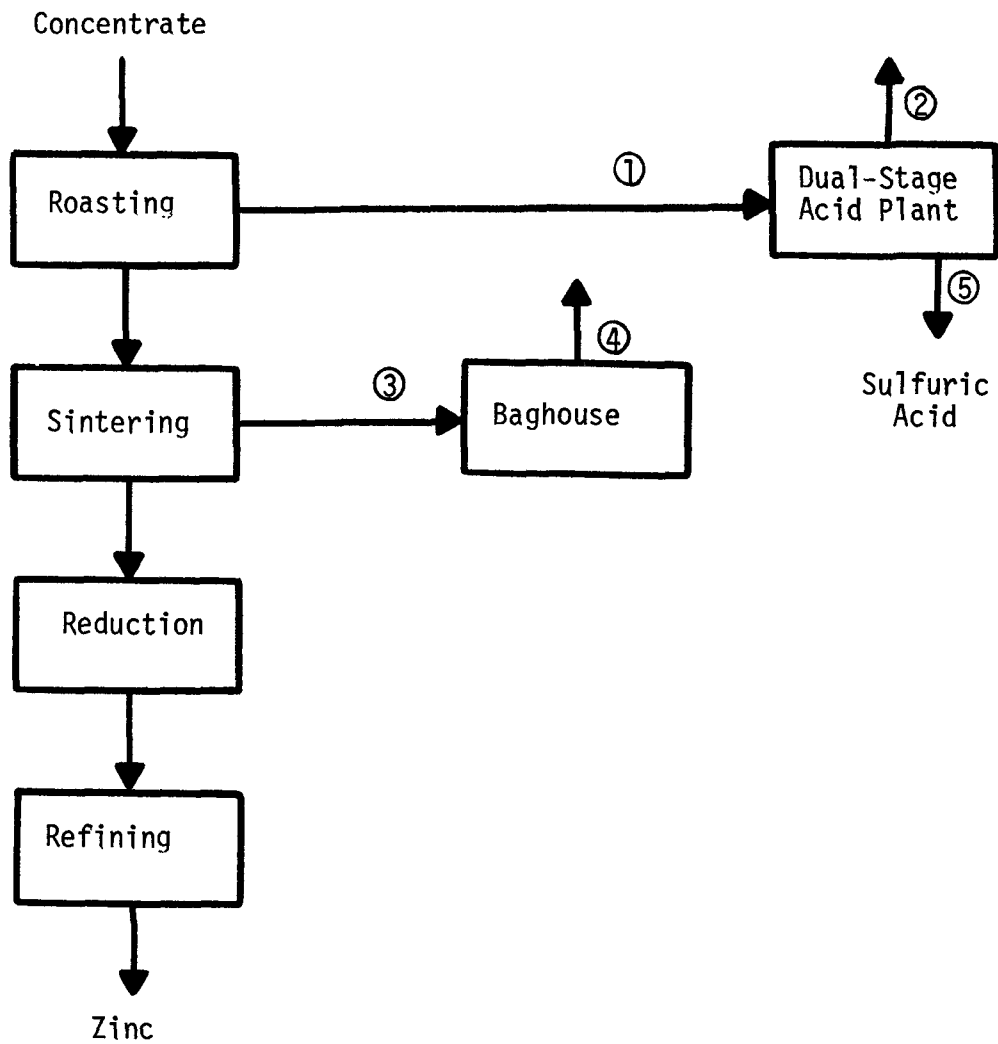 Concentrate
Roasting
①
②
Dual-Stage
Acid Plant
⑤
Sulfuric
Acid
Sintering
③
④
Baghouse
Reduction
Refining
Zinc